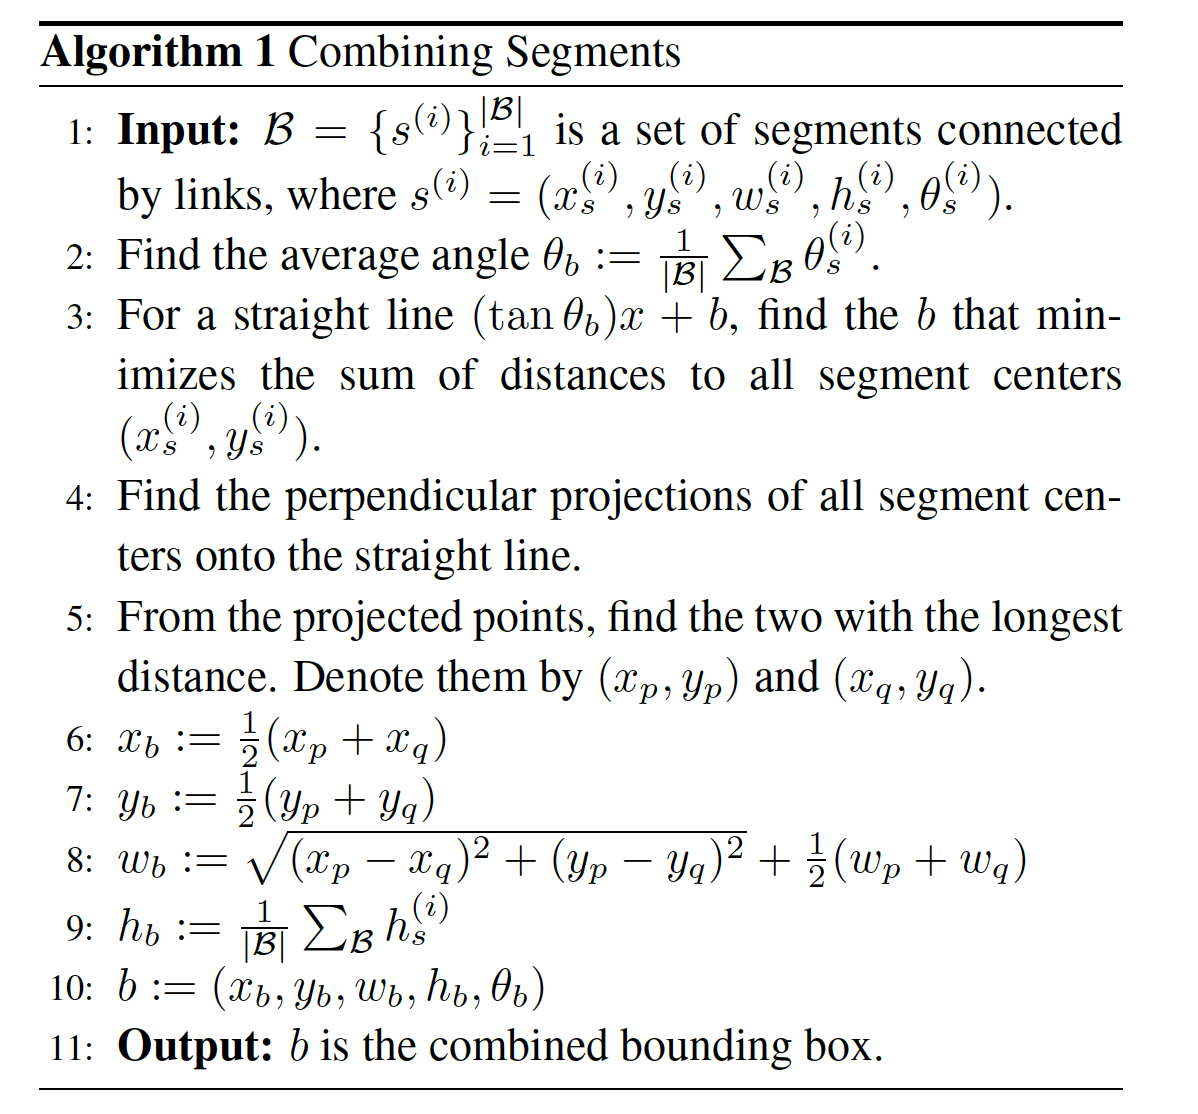 Algorithm 1 Combining Segments
1: Input: $\mathcal{B} = \{s^{(i)}\}_{i=1}^{|\mathcal{B}|}$ is a set of segments connected
by links, where $s^{(i)} = (x_s^{(i)}, y_s^{(i)}, w_s^{(i)}, h_s^{(i)}, \theta_s^{(i)})$.
2: Find the average angle $\theta_b := \frac{1}{|\mathcal{B}|} \sum_{\mathcal{B}} \theta_s^{(i)}$.
3: For a straight line $(\tan \theta_b)x + b$, find the $b$ that min-
imizes the sum of distances to all segment centers
$(x_s^{(i)}, y_s^{(i)})$.
4: Find the perpendicular projections of all segment cen-
ters onto the straight line.
5: From the projected points, find the two with the longest
distance. Denote them by $(x_p, y_p)$ and $(x_q, y_q)$.
6: $x_b := \frac{1}{2}(x_p + x_q)$
7: $y_b := \frac{1}{2}(y_p + y_q)$
8: $w_b := \sqrt{(x_p - x_q)^2 + (y_p - y_q)^2} + \frac{1}{2}(w_p + w_q)$
9: $h_b := \frac{1}{|\mathcal{B}|} \sum_{\mathcal{B}} h_s^{(i)}$
10: $b := (x_b, y_b, w_b, h_b, \theta_b)$
11: Output: $b$ is the combined bounding box.